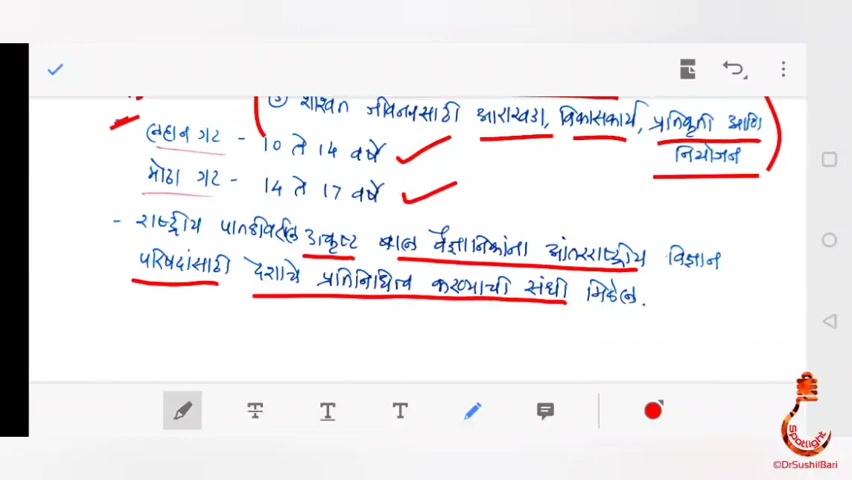 ③ शाश्वत जीवनासाठी आराखडा, विकासकार्य, प्रतिकृती आणि
नियोजन
लहान गट - 10 ते 14 वर्षे
मोठा गट - 14 ते 17 वर्षे
- राष्ट्रीय पातळीवरील उत्कृष्ट बाल वैज्ञानिकांना आंतरराष्ट्रीय विज्ञान
परिषदांसाठी देशाचे प्रतिनिधित्व करण्याची संधी मिळेल.
T T T
Spotlight
©DrSushilBari